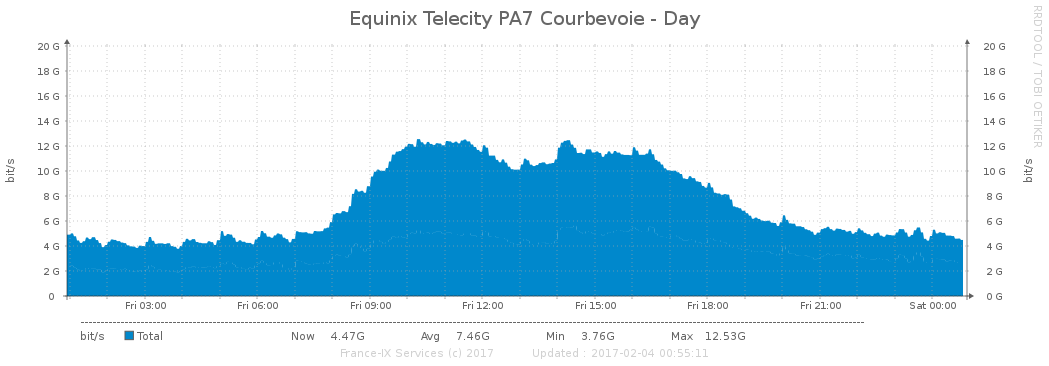 Equinix Telecity PA7 Courbevoie - Day
RRDTOOL / TOBI OETIKER
bit/s
bit/s
20 G 20 G
18 G 18 G
16 G 16 G
14 G 14 G
12 G 12 G
10 G 10 G
8 G 8 G
6 G 6 G
4 G 4 G
2 G 2 G
0 0 G
Fri 03:00 Fri 06:00 Fri 09:00 Fri 12:00 Fri 15:00 Fri 18:00 Fri 21:00 Sat 00:00
bit/s Total Now 4.47G Avg 7.46G Min 3.76G Max 12.53G
France-IX Services (c) 2017 Updated : 2017-02-04 00:55:11